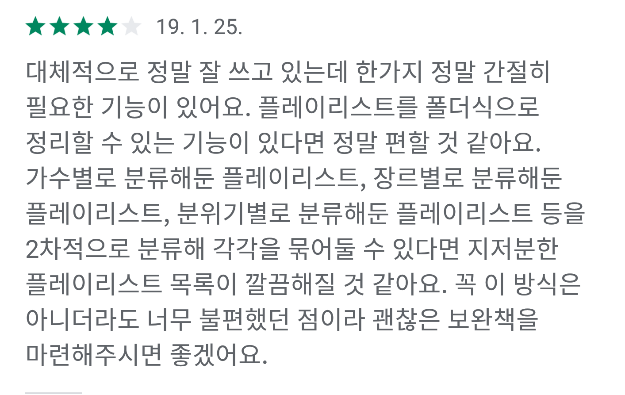 19. 1. 25.
대체적으로 정말 잘 쓰고 있는데 한가지 정말 간절히
필요한 기능이 있어요. 플레이리스트를 폴더식으로
정리할 수 있는 기능이 있다면 정말 편할 것 같아요.
가수별로 분류해둔 플레이리스트, 장르별로 분류해둔
플레이리스트, 분위기별로 분류해둔 플레이리스트 등을
2차적으로 분류해 각각을 묶어둘 수 있다면 지저분한
플레이리스트 목록이 깔끔해질 것 같아요. 꼭 이 방식은
아니더라도 너무 불편했던 점이라 괜찮은 보완책을
마련해주시면 좋겠어요.